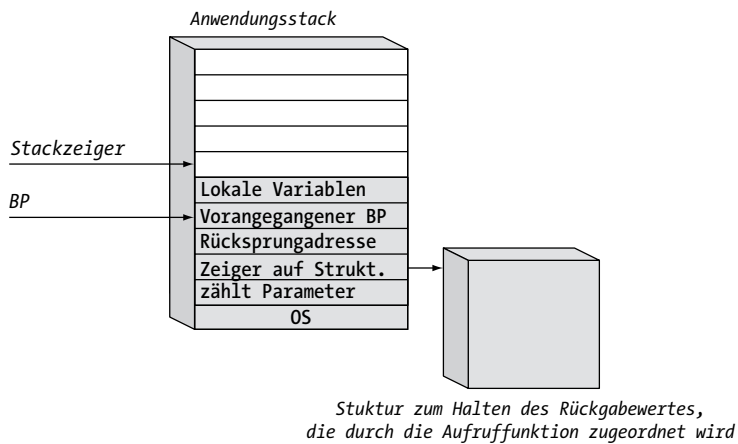 Anwendungsstack
Stackzeiger
BP
Lokale Variablen
Vorangegangener BP
Rücksprungadresse
Zeiger auf Strukt.
zählt Parameter
OS
Stuktur zum Halten des Rückgabewertes,
die durch die Aufruffunktion zugeordnet wird